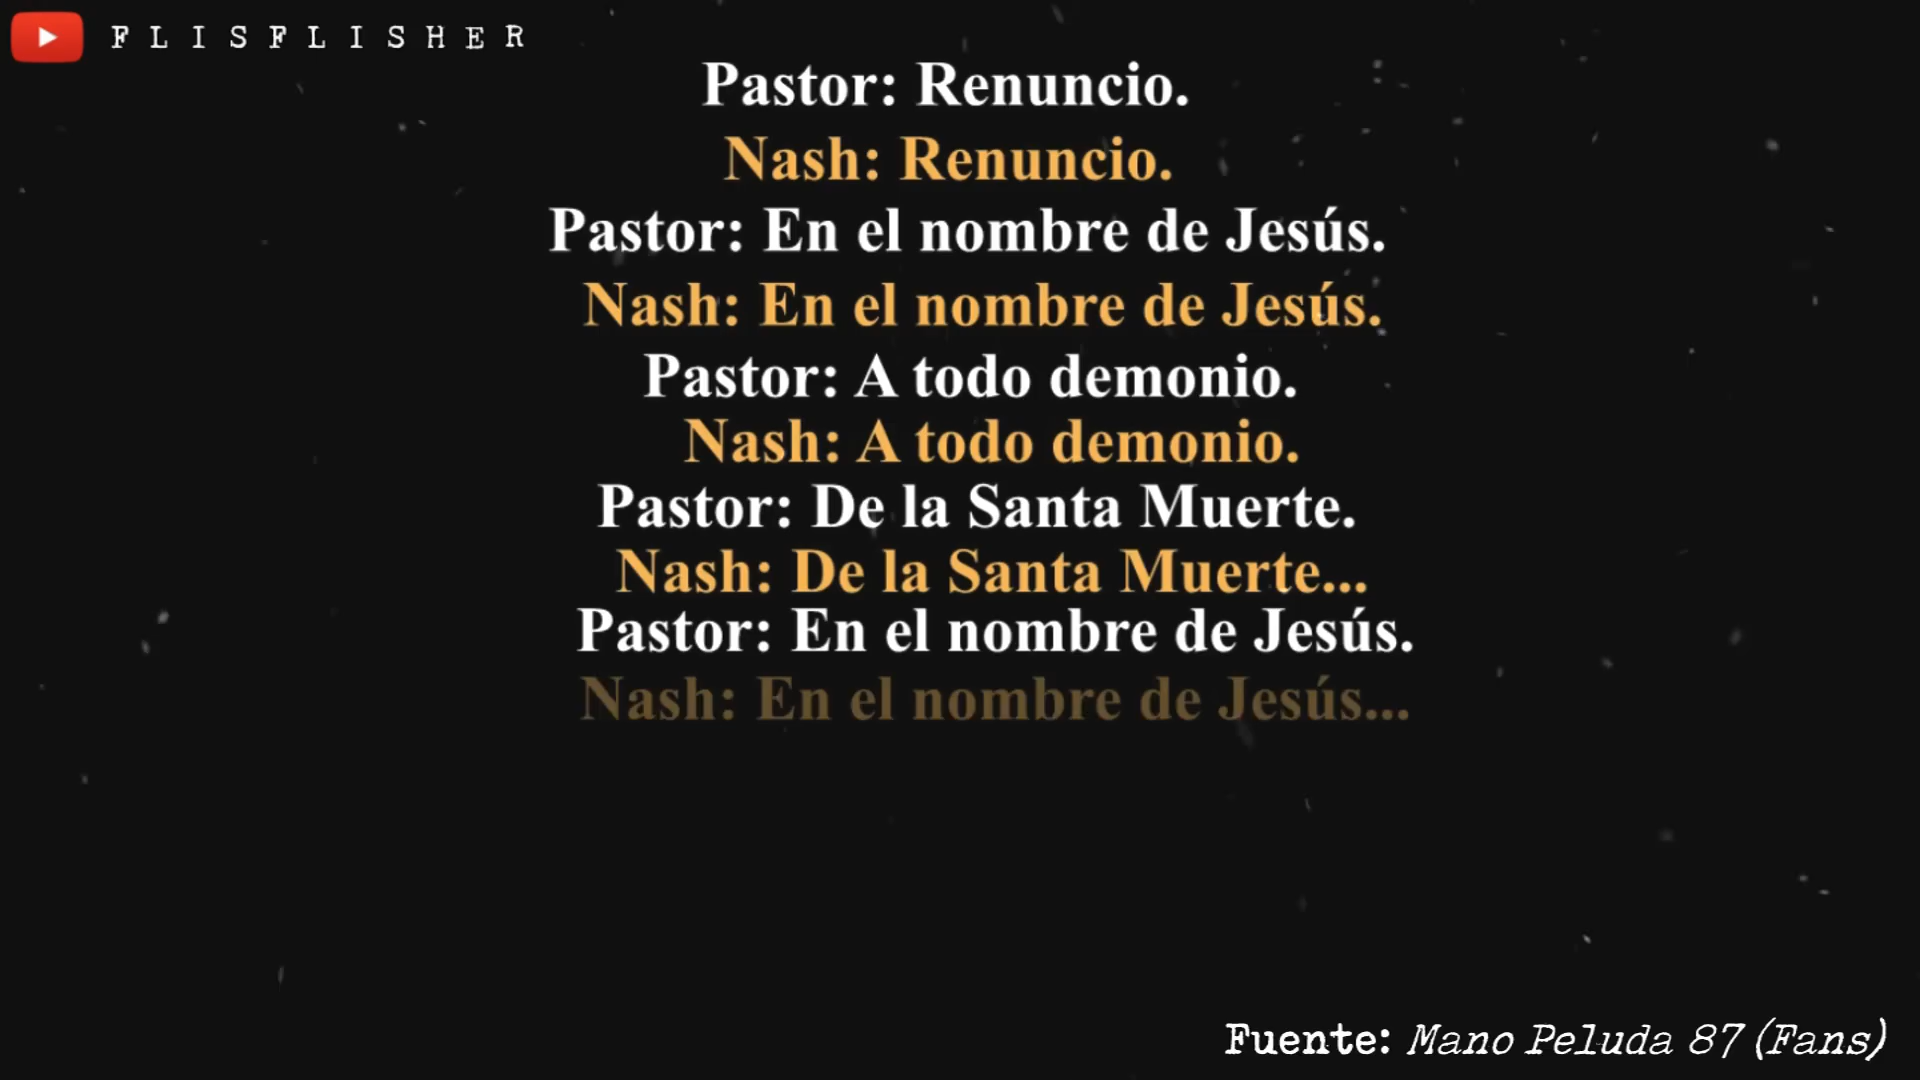 FLISFLISHER
Pastor: Renuncio.
Nash: Renuncio.
Pastor: En el nombre de Jesús.
Nash: En el nombre de Jesús.
Pastor: A todo demonio.
Nash: A todo demonio.
Pastor: De la Santa Muerte.
Nash: De la Santa Muerte...
Pastor: En el nombre de Jesús.
Nash: En el nombre de Jesús...
Fuente: Mano Peluda 87 (Fans)